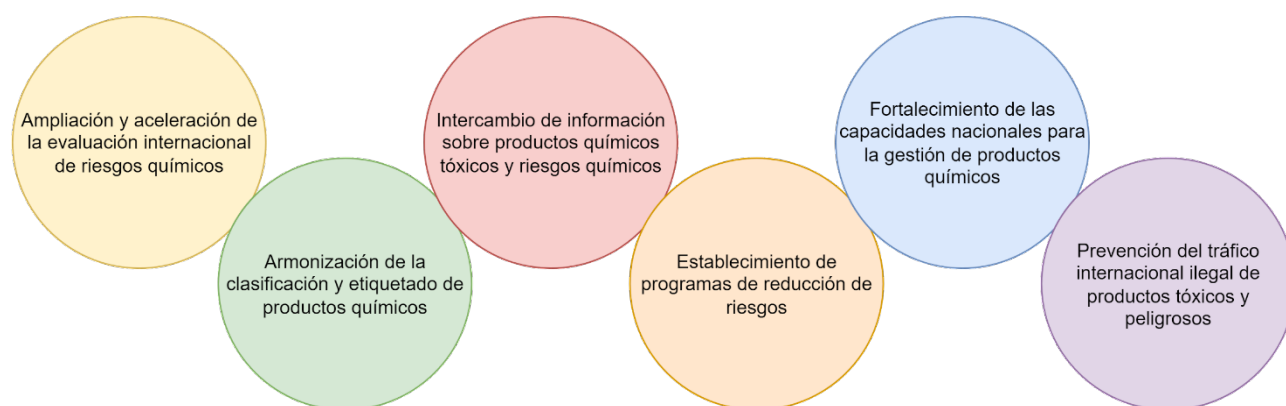 Ampliación y aceleración de
la evaluación internacional
de riesgos químicos
Armonización de la
clasificación y etiquetado de
productos químicos
Intercambio de información
sobre productos químicos
tóxicos y riesgos químicos
Establecimiento de
programas de reducción de
riesgos
Fortalecimiento de las
capacidades nacionales para
la gestión de productos
químicos
Prevención del tráfico
internacional ilegal de
productos tóxicos y
peligrosos